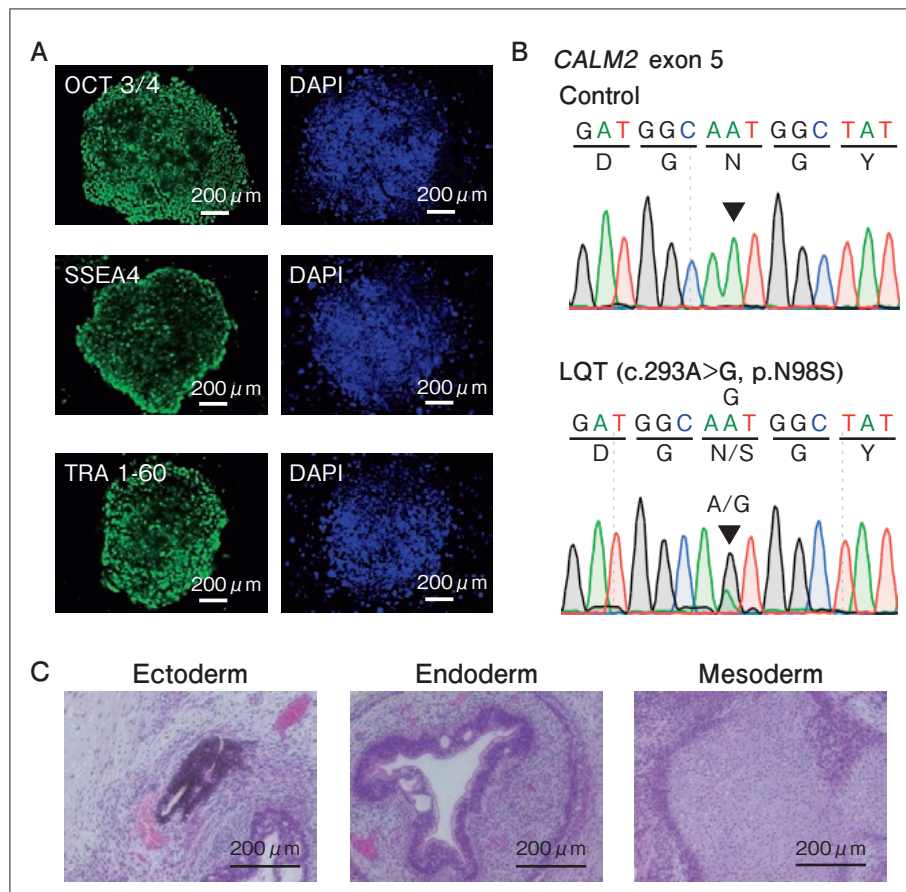 A
OCT 3/4
200 μm
DAPI
200 μm
SSEA4
200 μm
DAPI
200 μm
TRA 1-60
200 μm
DAPI
200 μm
B
CALM2 exon 5
Control
GAT GGC AAT GGC TAT
D G N G Y
LQT (c.293A>G, p.N98S)
G
GAT GGC AAT GGC TAT
D G N/S G Y
A/G
C
Ectoderm
200 μm
Endoderm
200 μm
Mesoderm
200 μm